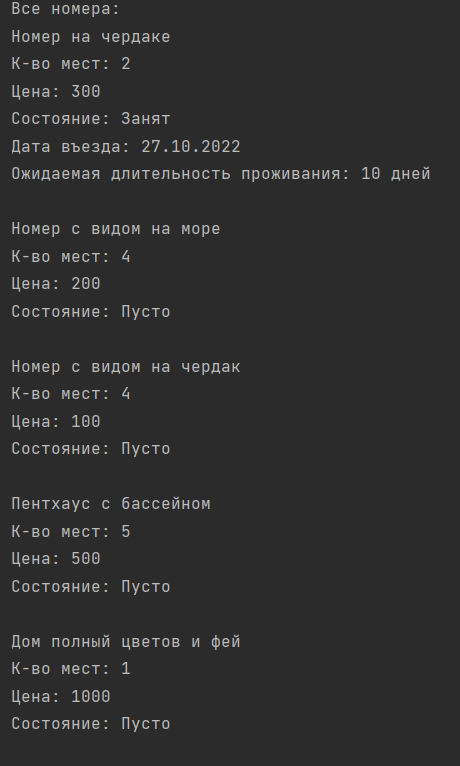 Все номера:
Номер на чердаке
К-во мест: 2
Цена: 300
Состояние: Занят
Дата въезда: 27.10.2022
Ожидаемая длительность проживания: 10 дней
Номер с видом на море
К-во мест: 4
Цена: 200
Состояние: Пусто
Номер с видом на чердак
К-во мест: 4
Цена: 100
Состояние: Пусто
Пентхаус с бассейном
К-во мест: 5
Цена: 500
Состояние: Пусто
Дом полный цветов и фей
К-во мест: 1
Цена: 1000
Состояние: Пусто